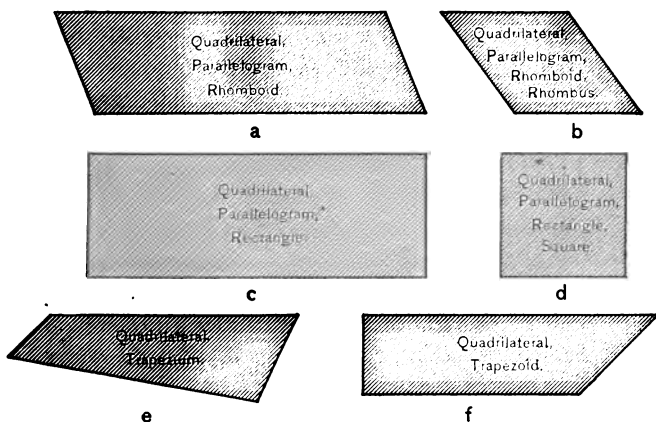 Quadrilateral,
Parallelogram,
Rhomboid.
a
Quadrilateral,
Parallelogram,
Rhomboid,
Rhombus.
b
Quadrilateral,
Parallelogram,
Rectangle.
c
Quadrilateral,
Parallelogram,
Rectangle,
Square.
d
Quadrilateral,
Trapezium.
e
Quadrilateral,
Trapezoid.
f